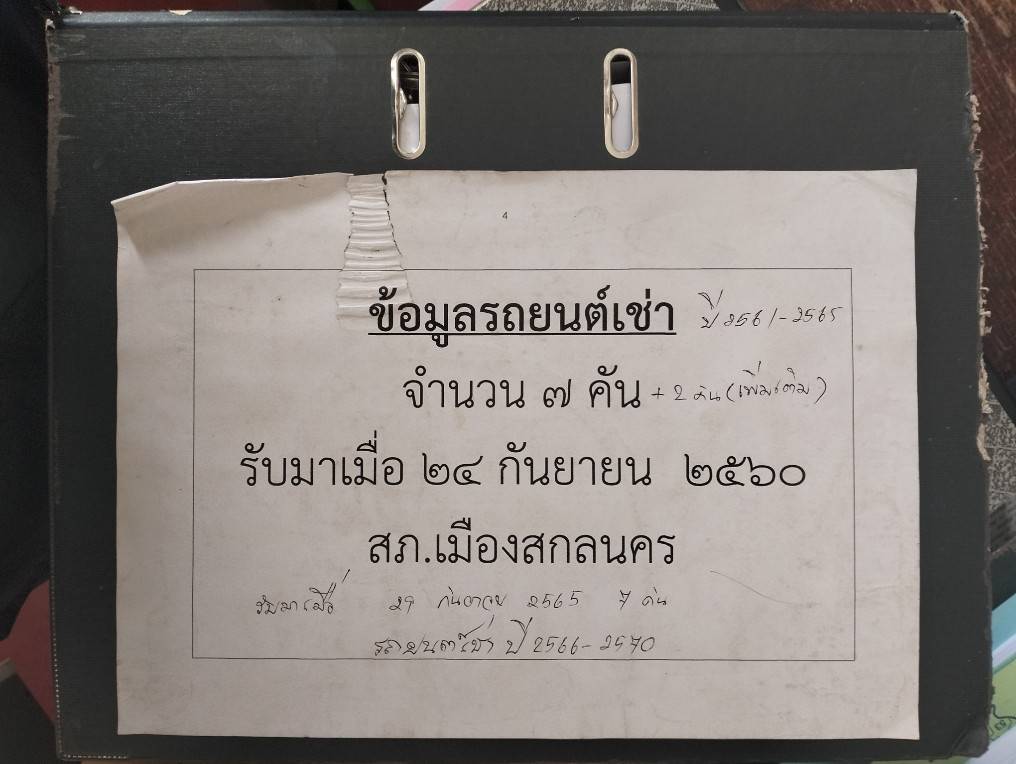 4
ข้อมูลรถยนต์เช่า ปี 2561-2565
จำนวน ๗ คัน + 2 คัน (เพิ่มเติม)
รับมาเมื่อ ๒๔ กันยายน ๒๕๖๐
สภ.เมืองสกลนคร
รับมาเมื่อ 29 กันยายน 2565 7 คัน
รถยนต์เช่า ปี 2566-2570